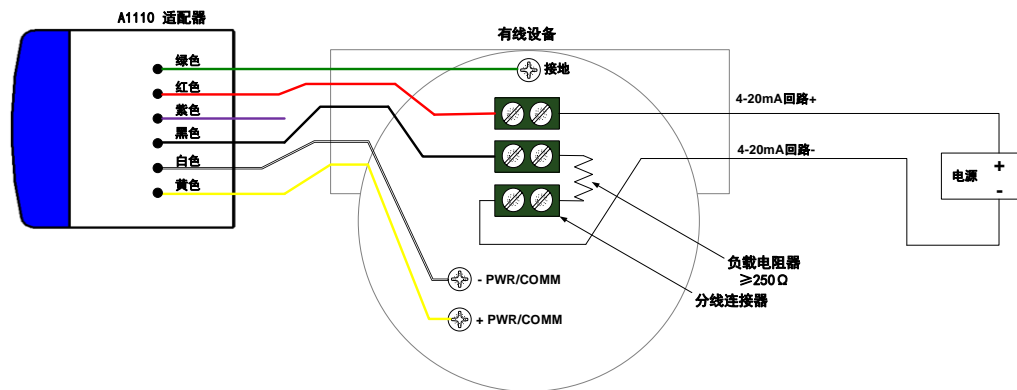 A1110 适配器
有线设备
绿色
接地
红色
4-20mA回路+
紫色
黑色
4-20mA回路-
白色
电源
+
-
黄色
负载电阻器
≥250Ω
分线连接器
- PWR/COMM
+ PWR/COMM